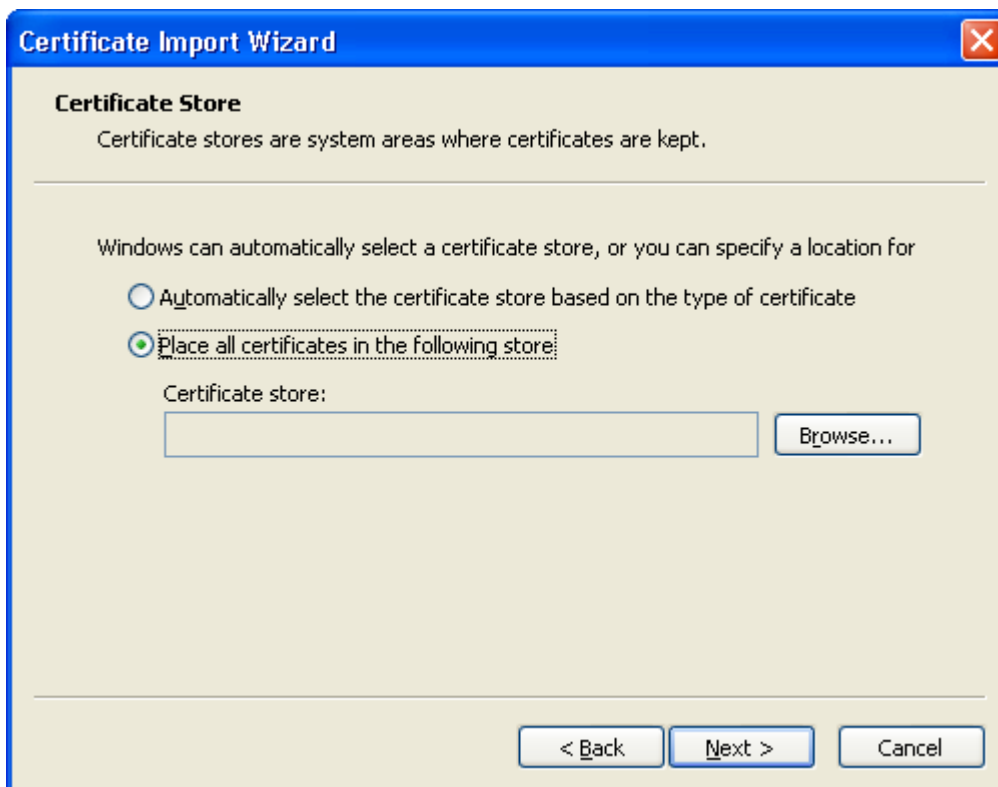 Certificate Import Wizard
Certificate Store
Certificate stores are system areas where certificates are kept.
Windows can automatically select a certificate store, or you can specify a location for
Automatically select the certificate store based on the type of certificate
Place all certificates in the following store
Certificate store:
Browse...
< Back Next > Cancel